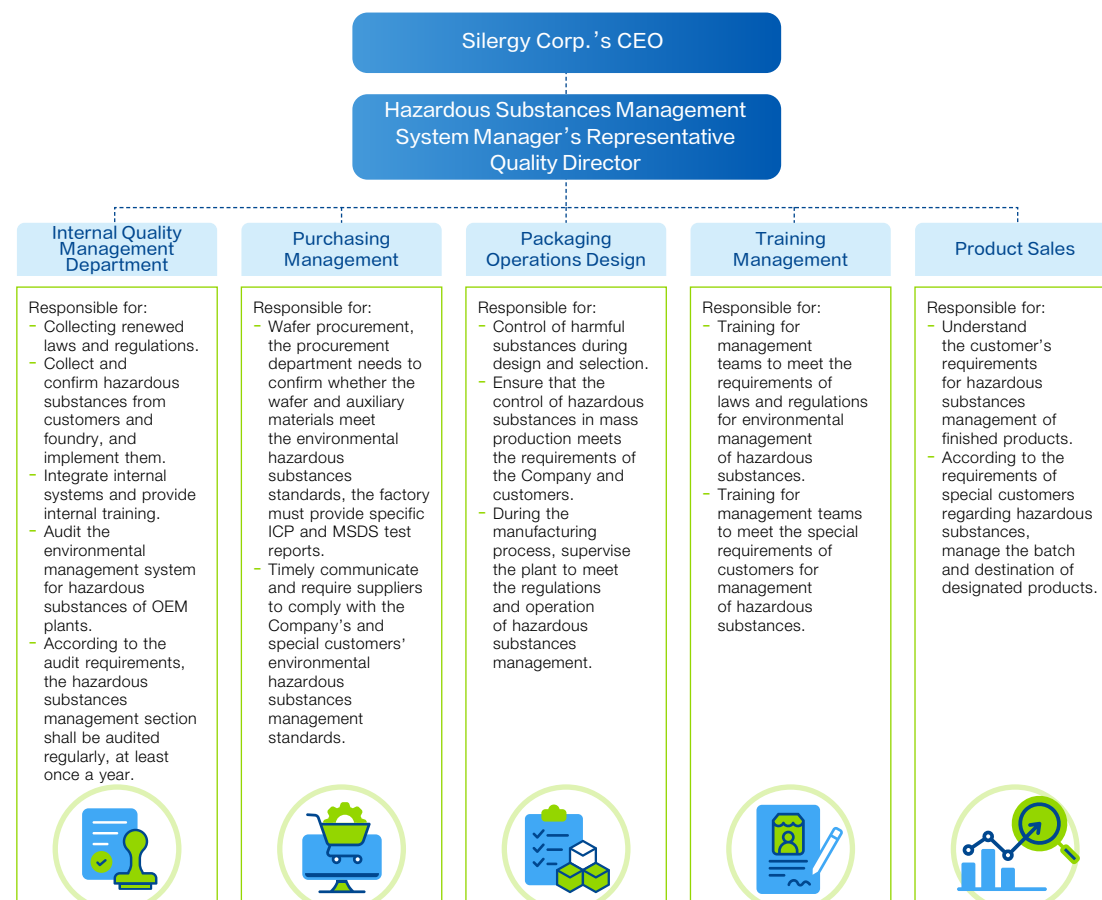 Silergy Corp.’s CEO
Hazardous Substances Management
System Manager’s Representative
Quality Director
Internal Quality
Management
Department
Responsible for:
- Collecting renewed
laws and regulations.
- Collect and
confirm hazardous
substances from
customers and
foundry, and
implement them.
- Integrate internal
systems and provide
internal training.
- Audit the
environmental
management system
for hazardous
substances of OEM
plants.
- According to the
audit requirements,
the hazardous
substances
management section
shall be audited
regularly, at least
once a year.
Purchasing
Management
Responsible for:
- Wafer procurement,
the procurement
department needs to
confirm whether the
wafer and auxiliary
materials meet
the environmental
hazardous
substances
standards, the factory
must provide specific
ICP and MSDS test
reports.
- Timely communicate
and require suppliers
to comply with the
Company’s and
special customers’
environmental
hazardous
substances
management
standards.
Packaging
Operations Design
Responsible for:
- Control of harmful
substances during
design and selection.
- Ensure that the
control of hazardous
substances in mass
production meets
the requirements of
the Company and
customers.
- During the
manufacturing
process, supervise
the plant to meet
the regulations
and operation
of hazardous
substances
management.
Training
Management
Responsible for:
- Training for
management
teams to meet the
requirements of
laws and regulations
for environmental
management
of hazardous
substances.
- Training for
management teams
to meet the special
requirements of
customers for
management
of hazardous
substances.
Product Sales
Responsible for:
- Understand
the customer’s
requirements
for hazardous
substances
management of
finished products.
- According to the
requirements of
special customers
regarding hazardous
substances,
manage the batch
and destination of
designated products.